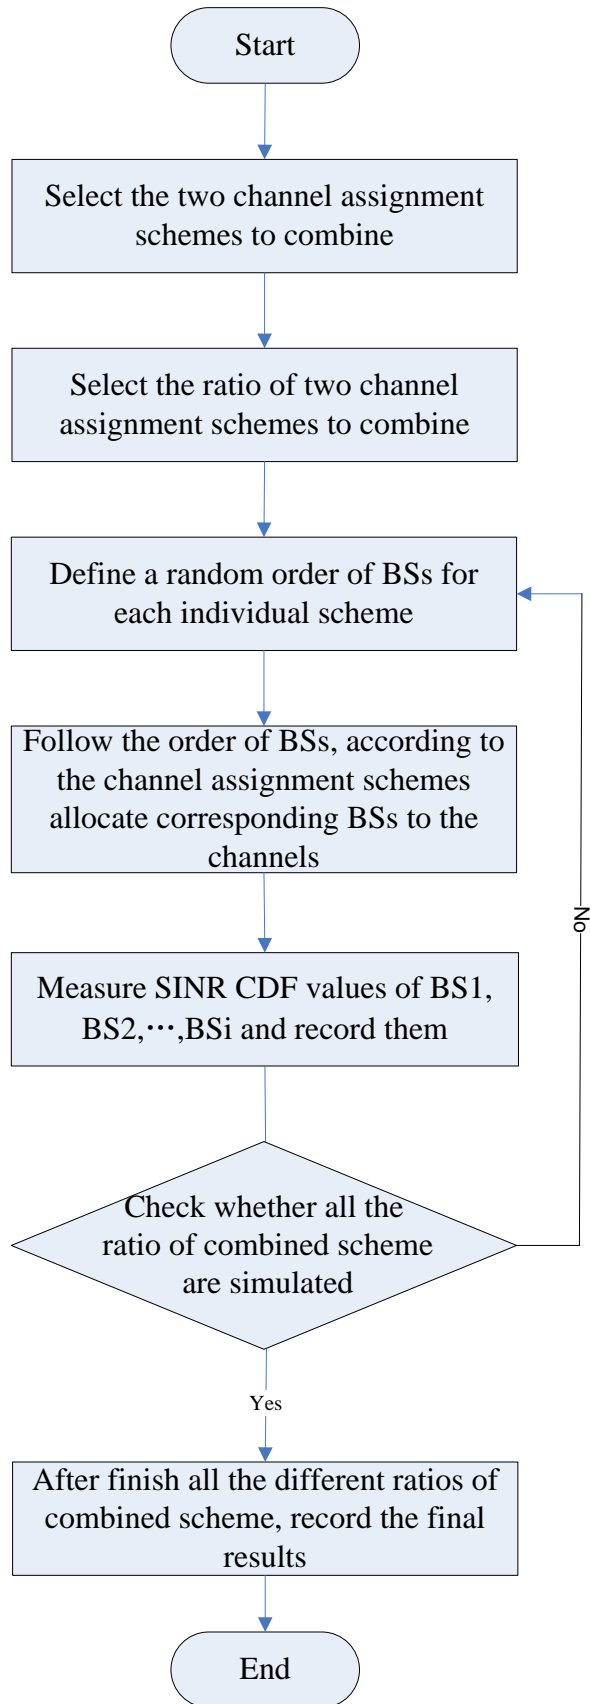 Start
Select the two channel assignment
schemes to combine
Select the ratio of two channel
assignment schemes to combine
Define a random order of BSs for
each individual scheme
Follow the order of BSs, according to
the channel assignment schemes
allocate corresponding BSs to the
channels
Measure SINR CDF values of BS1,
BS2,⋯,BSi and record them
No
Check whether all the
ratio of combined scheme
are simulated
Yes
After finish all the different ratios of
combined scheme, record the final
results
End